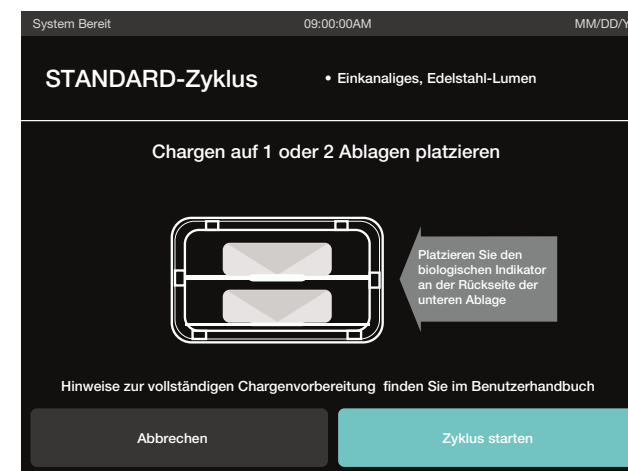 System Bereit 09:00:00AM MM/DD/Y
STANDARD-Zyklus • Einkanaliges, Edelstahl-Lumen
Chargen auf 1 oder 2 Ablagen platzieren
Platzieren Sie den
biologischen Indikator
an der Rückseite der
unteren Ablage
Hinweise zur vollständigen Chargenvorbereitung finden Sie im Benutzerhandbuch
Abbrechen Zyklus starten